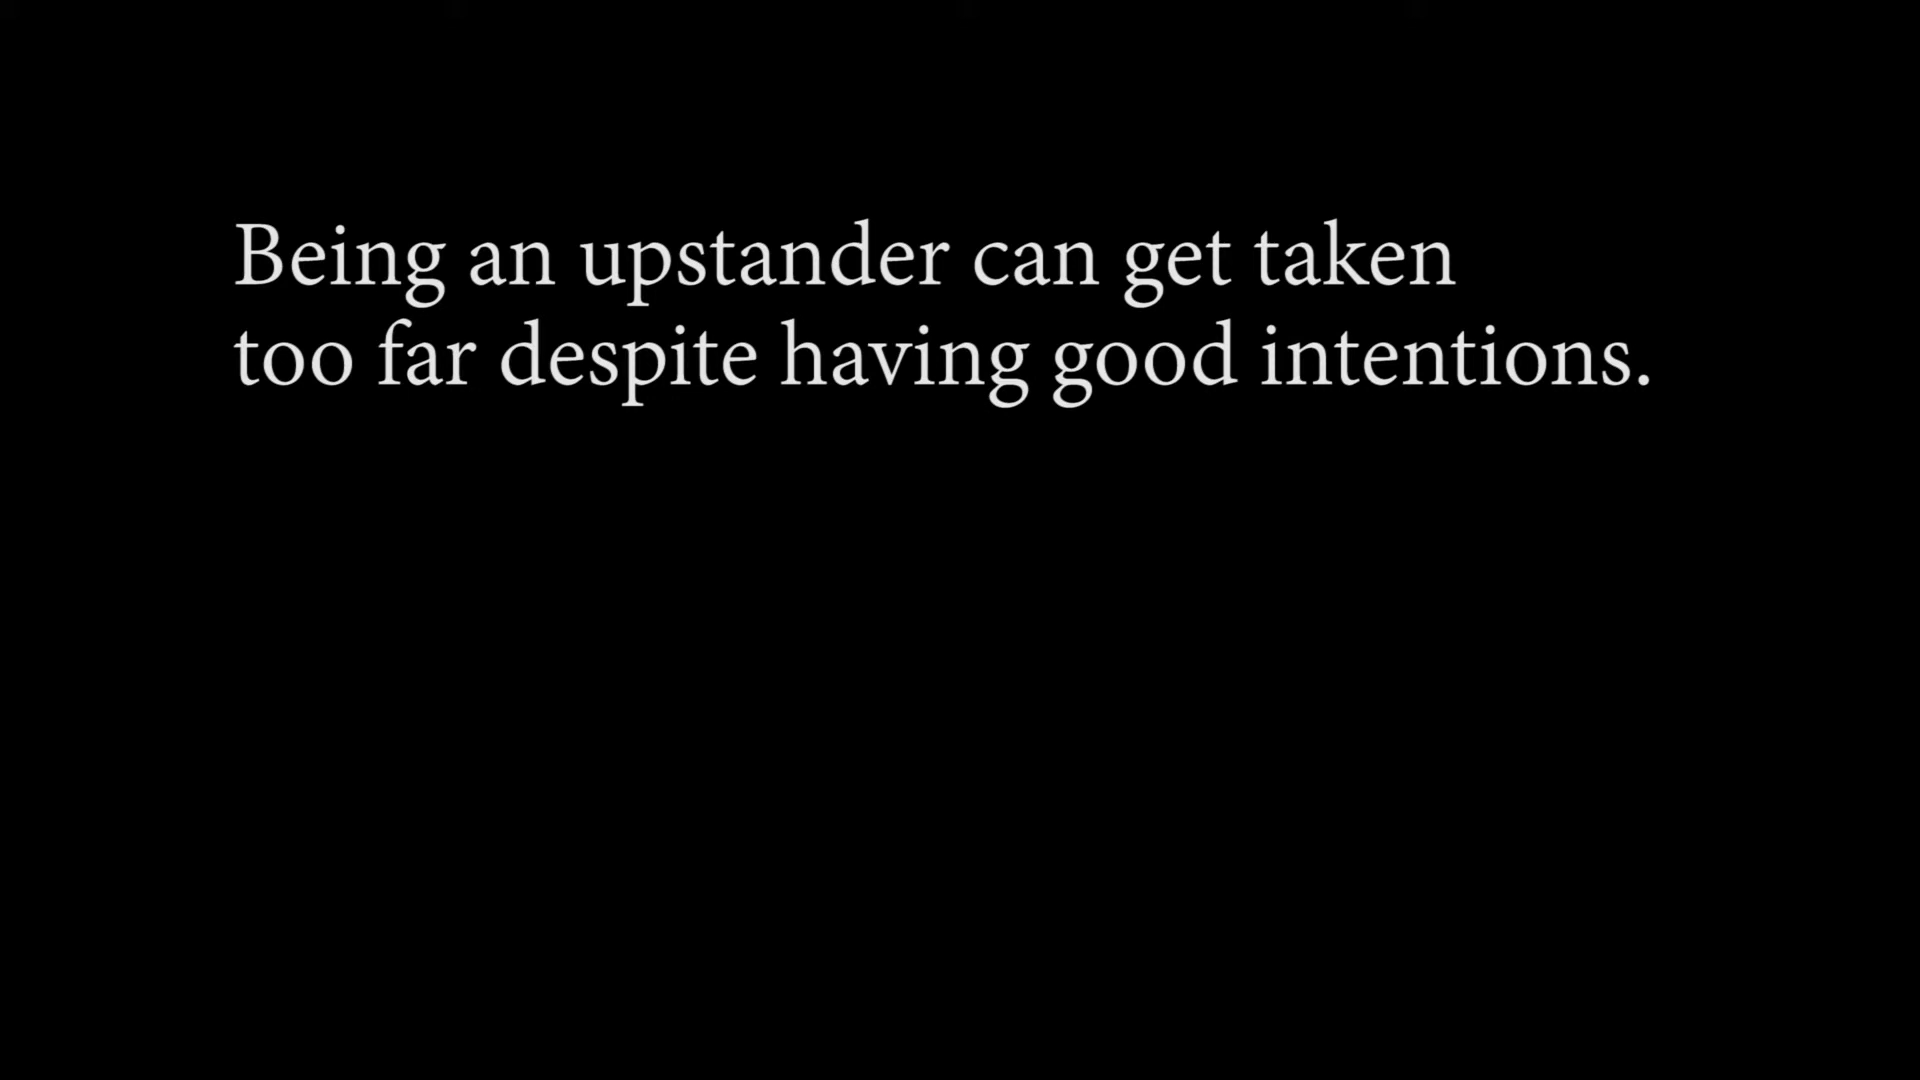 Being an upstander can get taken
too far despite having good intentions.